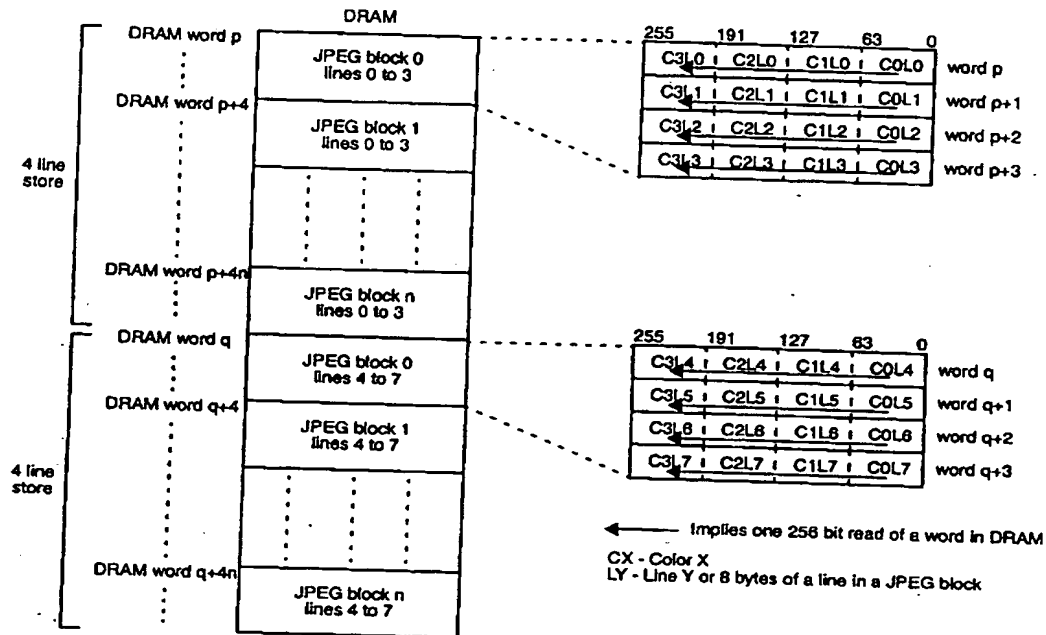 DRAM
DRAM word p
JPEG block 0
lines 0 to 3
DRAM word p+4
JPEG block 1
lines 0 to 3
4 line
store
DRAM word p+4n
JPEG block n
lines 0 to 3
255 191 127 63 0
C3L0 C2L0 C1L0 C0L0 word p
C3L1 C2L1 C1L1 C0L1 word p+1
C3L2 C2L2 C1L2 C0L2 word p+2
C3L3 C2L3 C1L3 C0L3 word p+3
DRAM word q
JPEG block 0
lines 4 to 7
DRAM word q+4
JPEG block 1
lines 4 to 7
4 line
store
DRAM word q+4n
JPEG block n
lines 4 to 7
255 191 127 63 0
C3L4 C2L4 C1L4 C0L4 word q
C3L5 C2L5 C1L5 C0L5 word q+1
C3L6 C2L6 C1L6 C0L6 word q+2
C3L7 C2L7 C1L7 C0L7 word q+3
Implies one 256 bit read of a word in DRAM
CX - Color X
LY - Line Y or 8 bytes of a line in a JPEG block